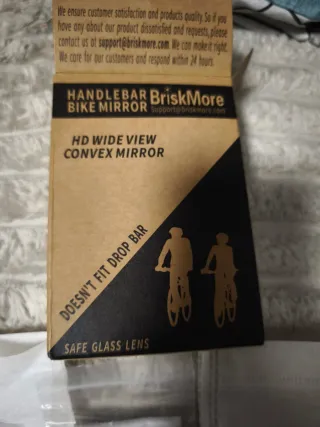 We ensure customer satisfaction and products quality. So if you
have any about our product dissatisfied and requests, please
contact us at support@briskmore.com. We can make it right.
We care for our customers and respond within 24 hours.
HANDLEBAR
BIKE MIRROR
BriskMore
support@briskmore.com
HD WIDE VIEW
CONVEX MIRROR
DOESN'T FIT DROP BAR
SAFE GLASS LENS